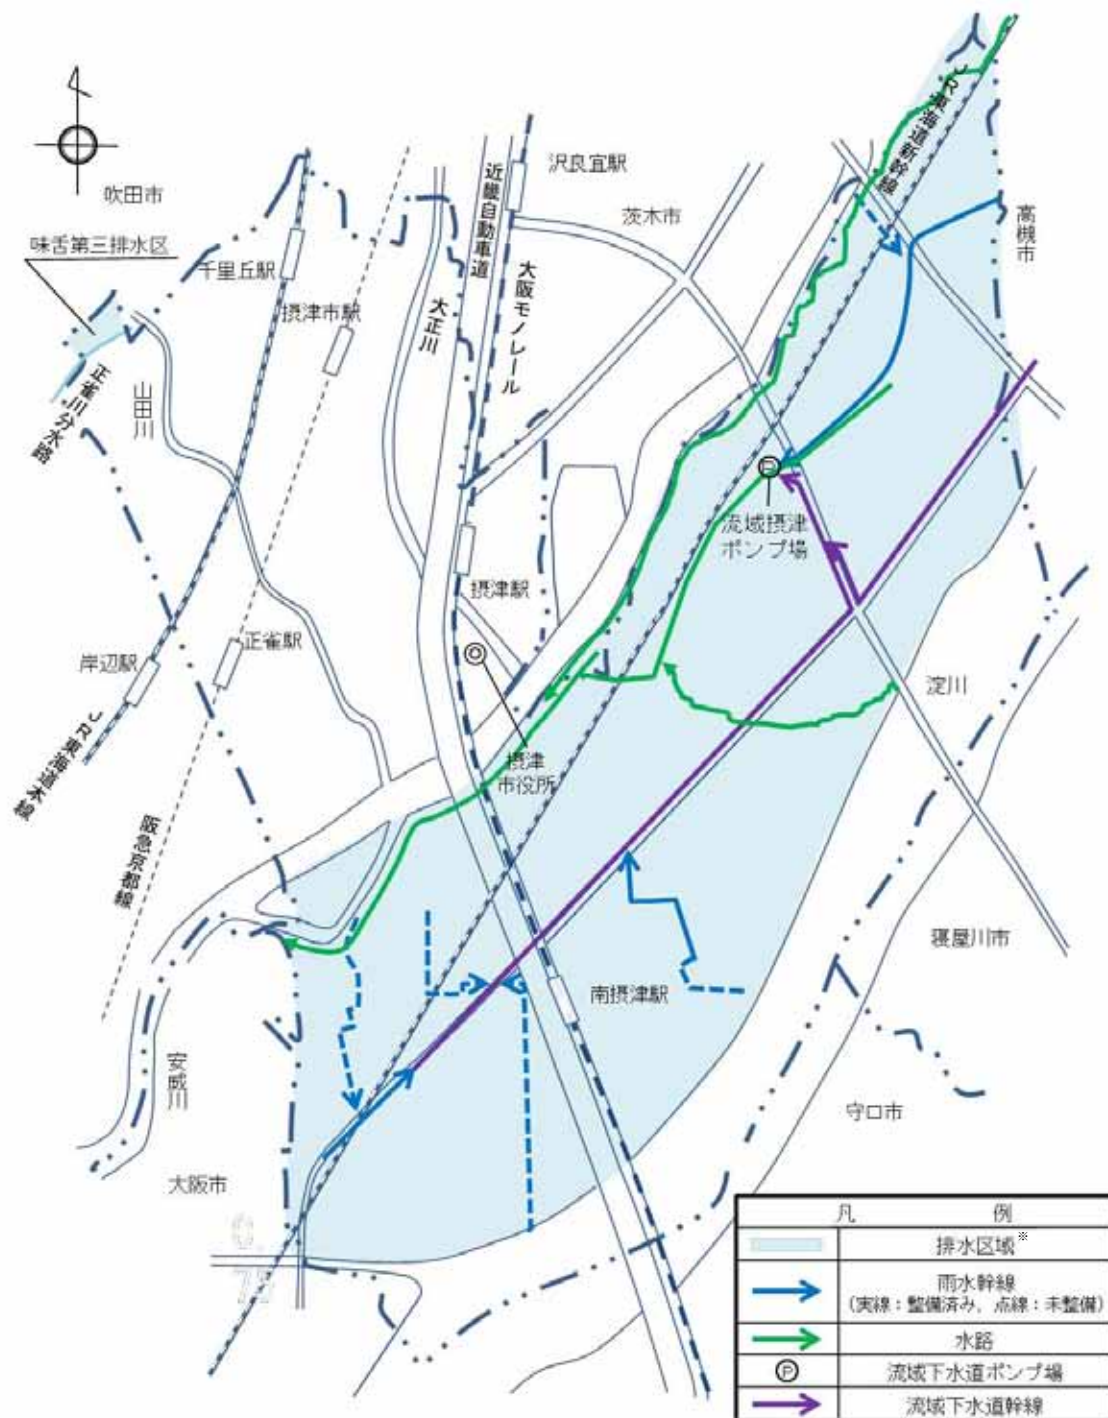 JR東海道新幹線
沢良宜駅
近畿自動車道
茨木市
高槻市
吹田市
味舌第三排水区
千里丘駅
大阪モノレール
摂津市駅
大正川
正雀川分水路
山田川
P
流域摂津
ポンプ場
摂津駅
正雀駅
岸辺駅
淀川
JR東海道本線
摂津
市役所
阪急京都線
寝屋川市
南摂津駅
安威川
守口市
大阪市
凡 例
排水区域※
雨水幹線
(実線：整備済み，点線：未整備)
水路
P
流域下水道ポンプ場
流域下水道幹線